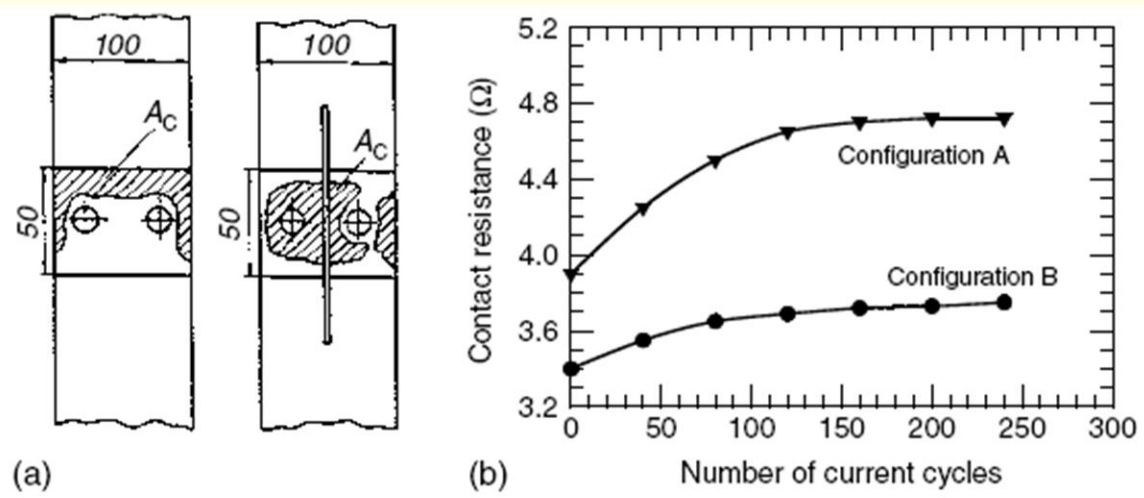 100
A_C
50
100
A_C
50
(a)
5.2
4.8
4.4
4.0
3.6
3.2
Contact resistance (Ω)
Configuration A
Configuration B
0 50 100 150 200 250 300
(b)
Number of current cycles